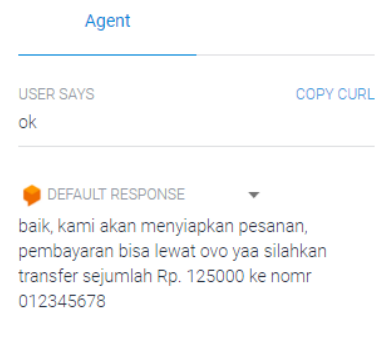 Agent
USER SAYS COPY CURL
ok
DEFAULT RESPONSE
baik, kami akan menyiapkan pesanan,
pembayaran bisa lewat ovo yaa silahkan
transfer sejumlah Rp. 125000 ke nomr
012345678